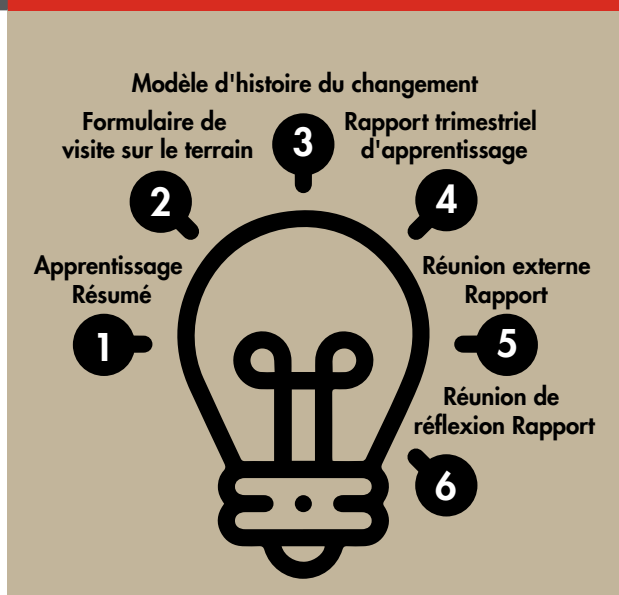 Modèle d'histoire du changement
Formulaire de
visite sur le terrain
3
Rapport trimestriel
d'apprentissage
2
4
Apprentissage
Résumé
1
Réunion externe
Rapport
5
Réunion de
réflexion Rapport
6